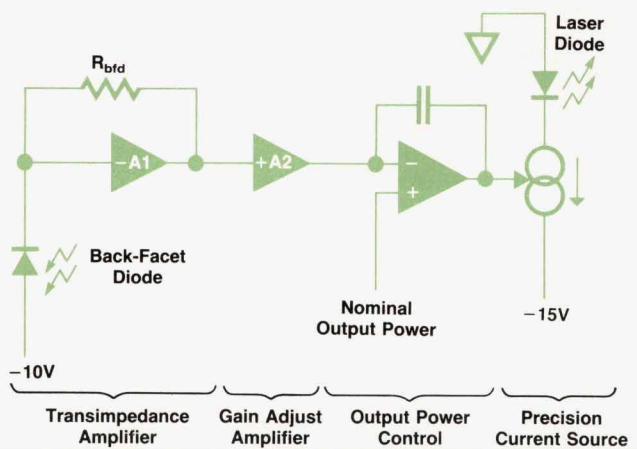 Laser
Diode
R_bfd
−A1
+A2
−
+
Back-Facet
Diode
Nominal
Output Power
−15V
−10V
Transimpedance
Amplifier
Gain Adjust
Amplifier
Output Power
Control
Precision
Current Source